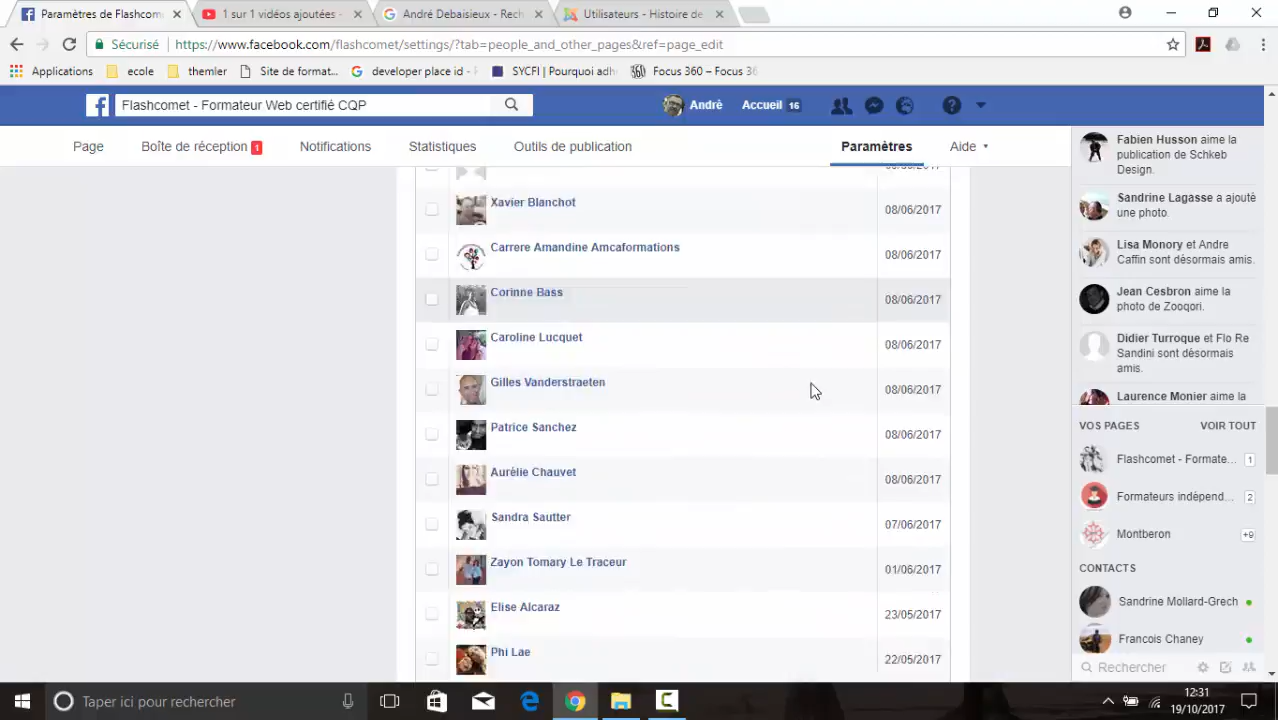 Paramètres de Flashcom
1 sur 1 vidéos ajoutées -
André Debaisieux - Rech
Utilisateurs - Histoire de
Sécurisé
https://www.facebook.com/flashcomet/settings/?tab=people_and_other_pages&ref=page_edit
Applications
ecole
themler
Site de format...
developer place id -
SYCFI | Pourquoi adh
Focus 360 – Focus 36
Flashcomet - Formateur Web certifié CQP
André
Accueil 16
Page
Boîte de réception 1
Notifications
Statistiques
Outils de publication
Paramètres
Aide
08/06/2017
Xavier Blanchot
08/06/2017
Carrere Amandine Amcaformations
08/06/2017
Corinne Bass
08/06/2017
Caroline Lucquet
08/06/2017
Gilles Vanderstraeten
08/06/2017
Patrice Sanchez
08/06/2017
Aurélie Chauvet
08/06/2017
Sandra Sautter
07/06/2017
Zayon Tomary Le Traceur
01/06/2017
Elise Alcaraz
23/05/2017
Phi Lae
22/05/2017
Fabien Husson aime la
publication de Schkeb
Design.
Sandrine Lagasse a ajouté
une photo.
Lisa Monory et Andre
Caffin sont désormais amis.
Jean Cesbron aime la
photo de Zooqori.
Didier Turroque et Flo Re
Sandini sont désormais
amis.
Laurence Monier aime la
VOS PAGES
VOIR TOUT
Flashcomet - Formate... 1
Formateurs indépend... 2
Montberon +9
CONTACTS
Sandrine Mollard-Grech
Francois Chaney
Rechercher
Taper ici pour rechercher
12:31
19/10/2017